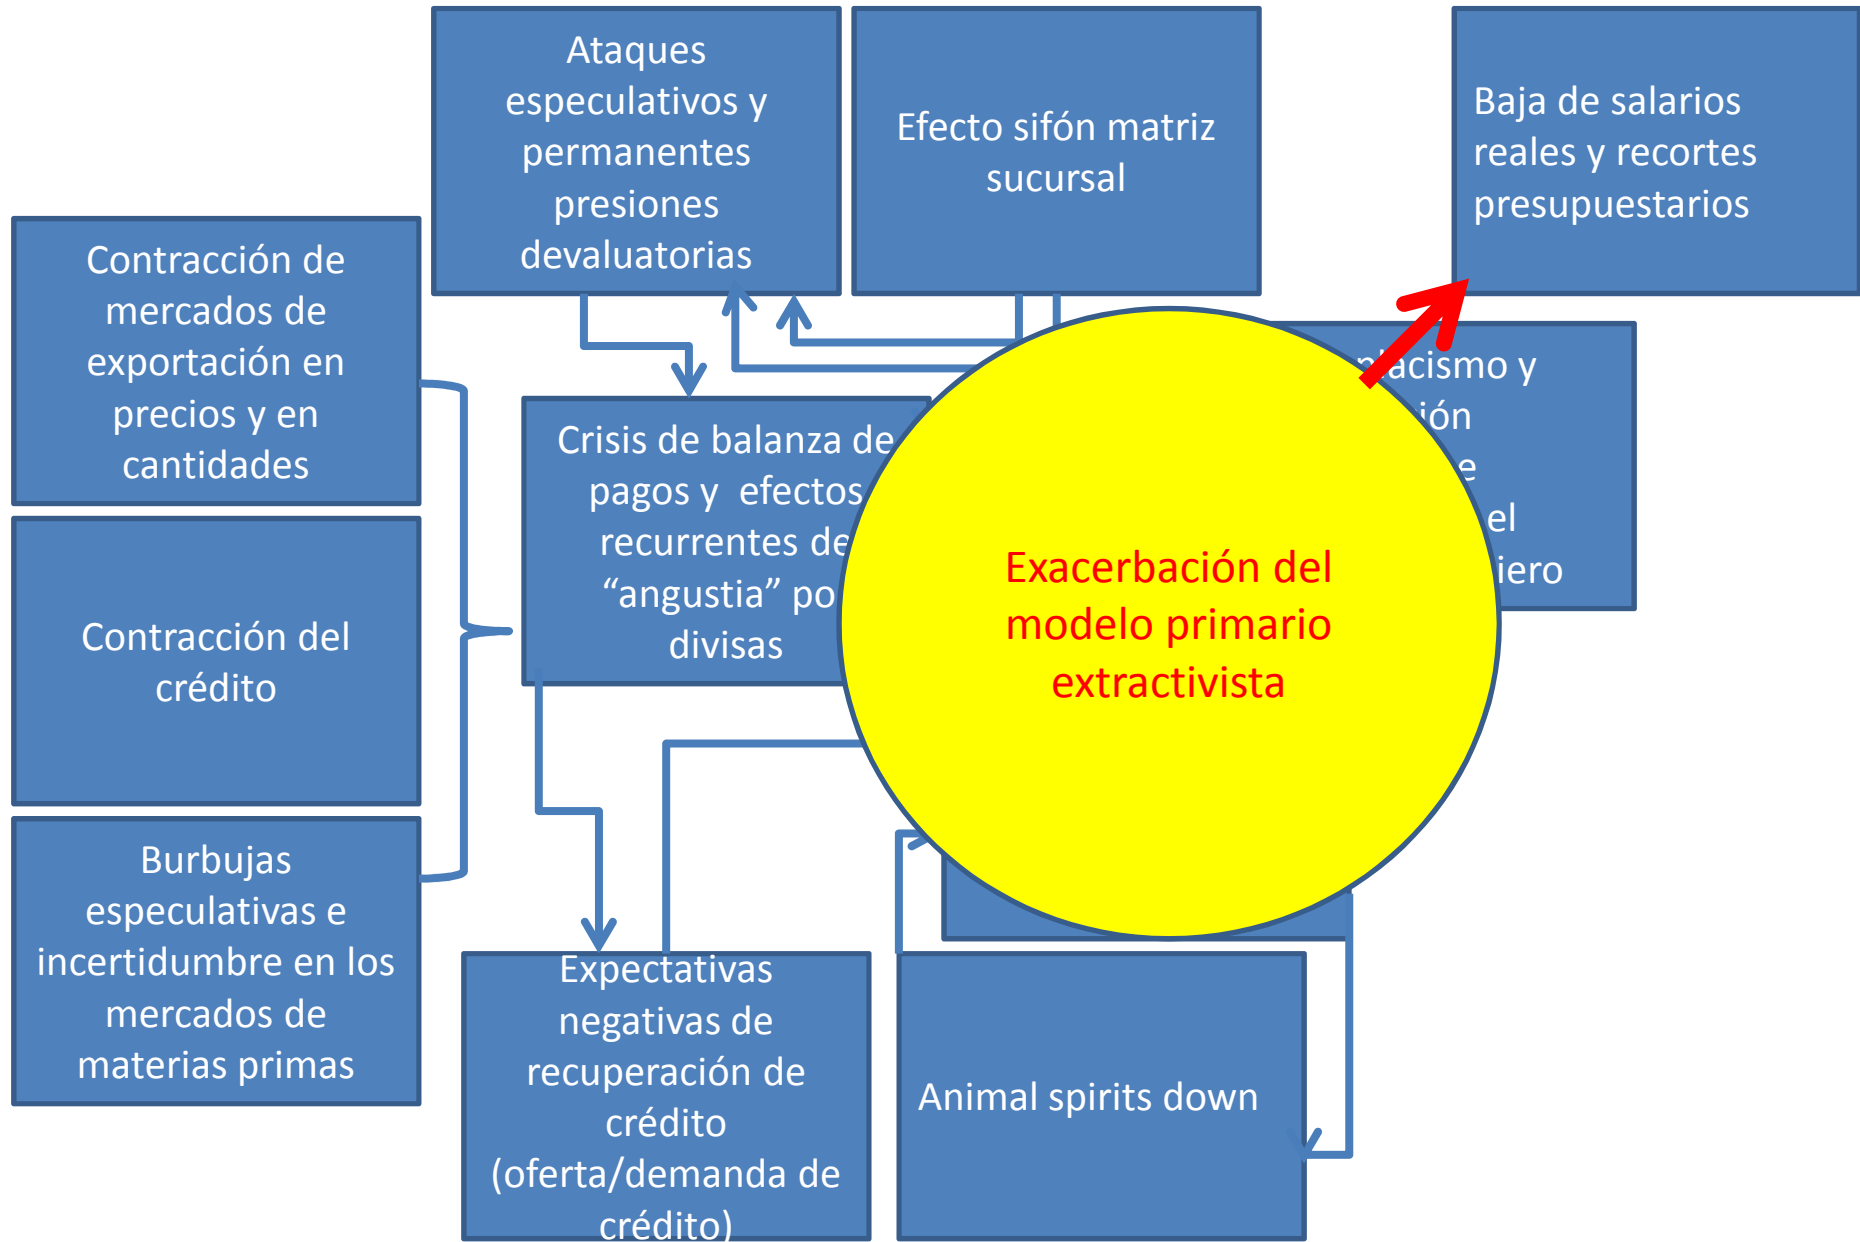 Ataques
especulativos y
permanentes
presiones
devaluatorias
Efecto sifón matriz
sucursal
Baja de salarios
reales y recortes
presupuestarios
Contracción de
mercados de
exportación en
precios y en
cantidades
Contracción del
crédito
Burbujas
especulativas e
incertidumbre en los
mercados de
materias primas
Crisis de balanza de
pagos y efectos
recurrentes de
“angustia” po
divisas
y
el
Exacerbación del
modelo primario
extractivista
Expectativas
negativas de
recuperación de
crédito
(oferta/demanda de
crédito)
Animal spirits down